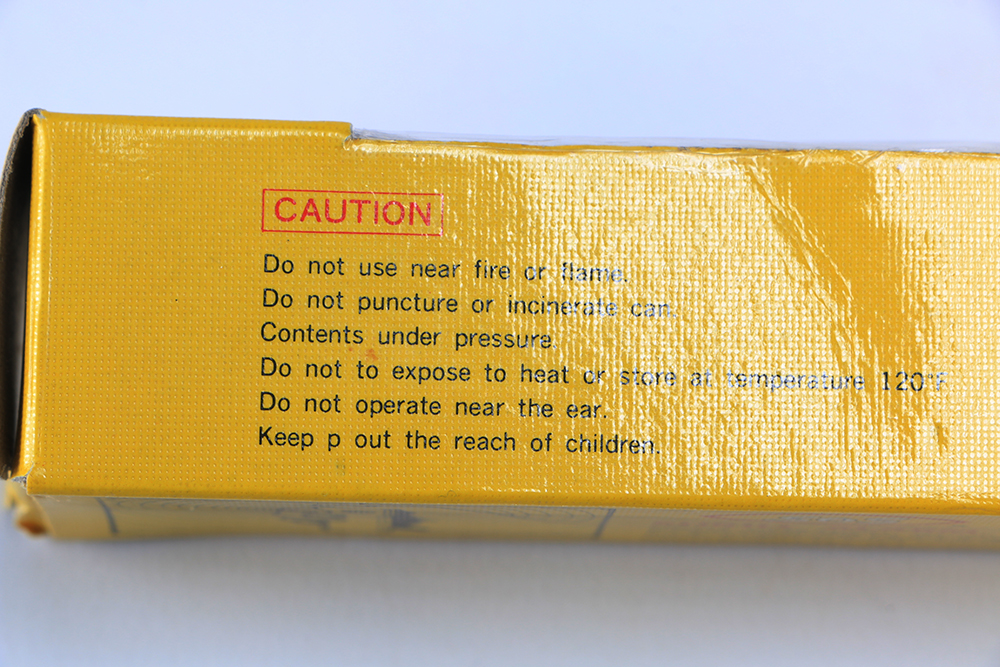 CAUTION
Do not use near fire or flame.
Do not puncture or incinerate can.
Contents under pressure.
Do not to expose to heat or store at temperature 120°F
Do not operate near the ear.
Keep p out the reach of children.